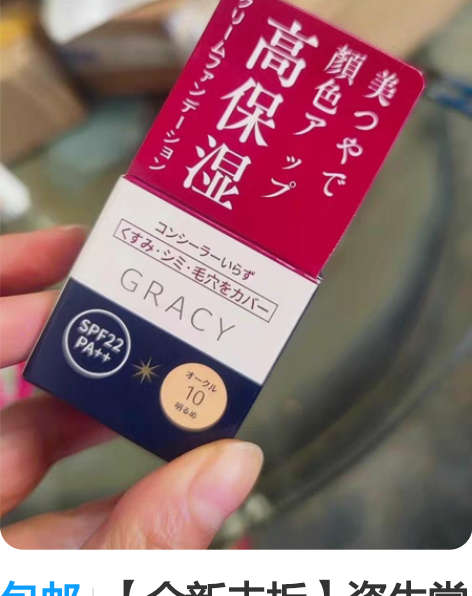 美つやで
顔色アップ
高保湿
クリームファンデーション
コンシーラーいらず
くすみ・シミ・毛穴をカバー
GRACY
SPF22
PA++
オークル
10
明るめ
包邮 | 【全新未拆】资生堂